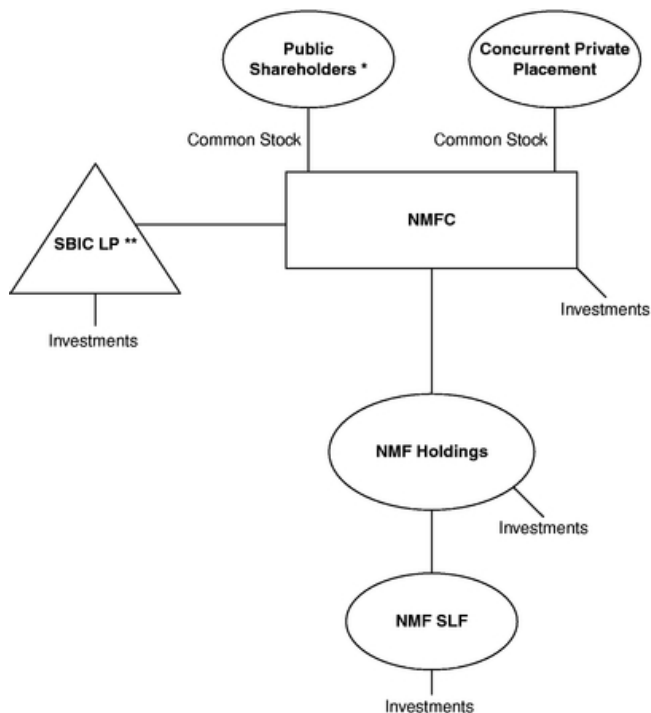 Public
Shareholders *
Concurrent Private
Placement
Common Stock
Common Stock
NMFC
SBIC LP **
Investments
Investments
NMF Holdings
Investments
NMF SLF
Investments